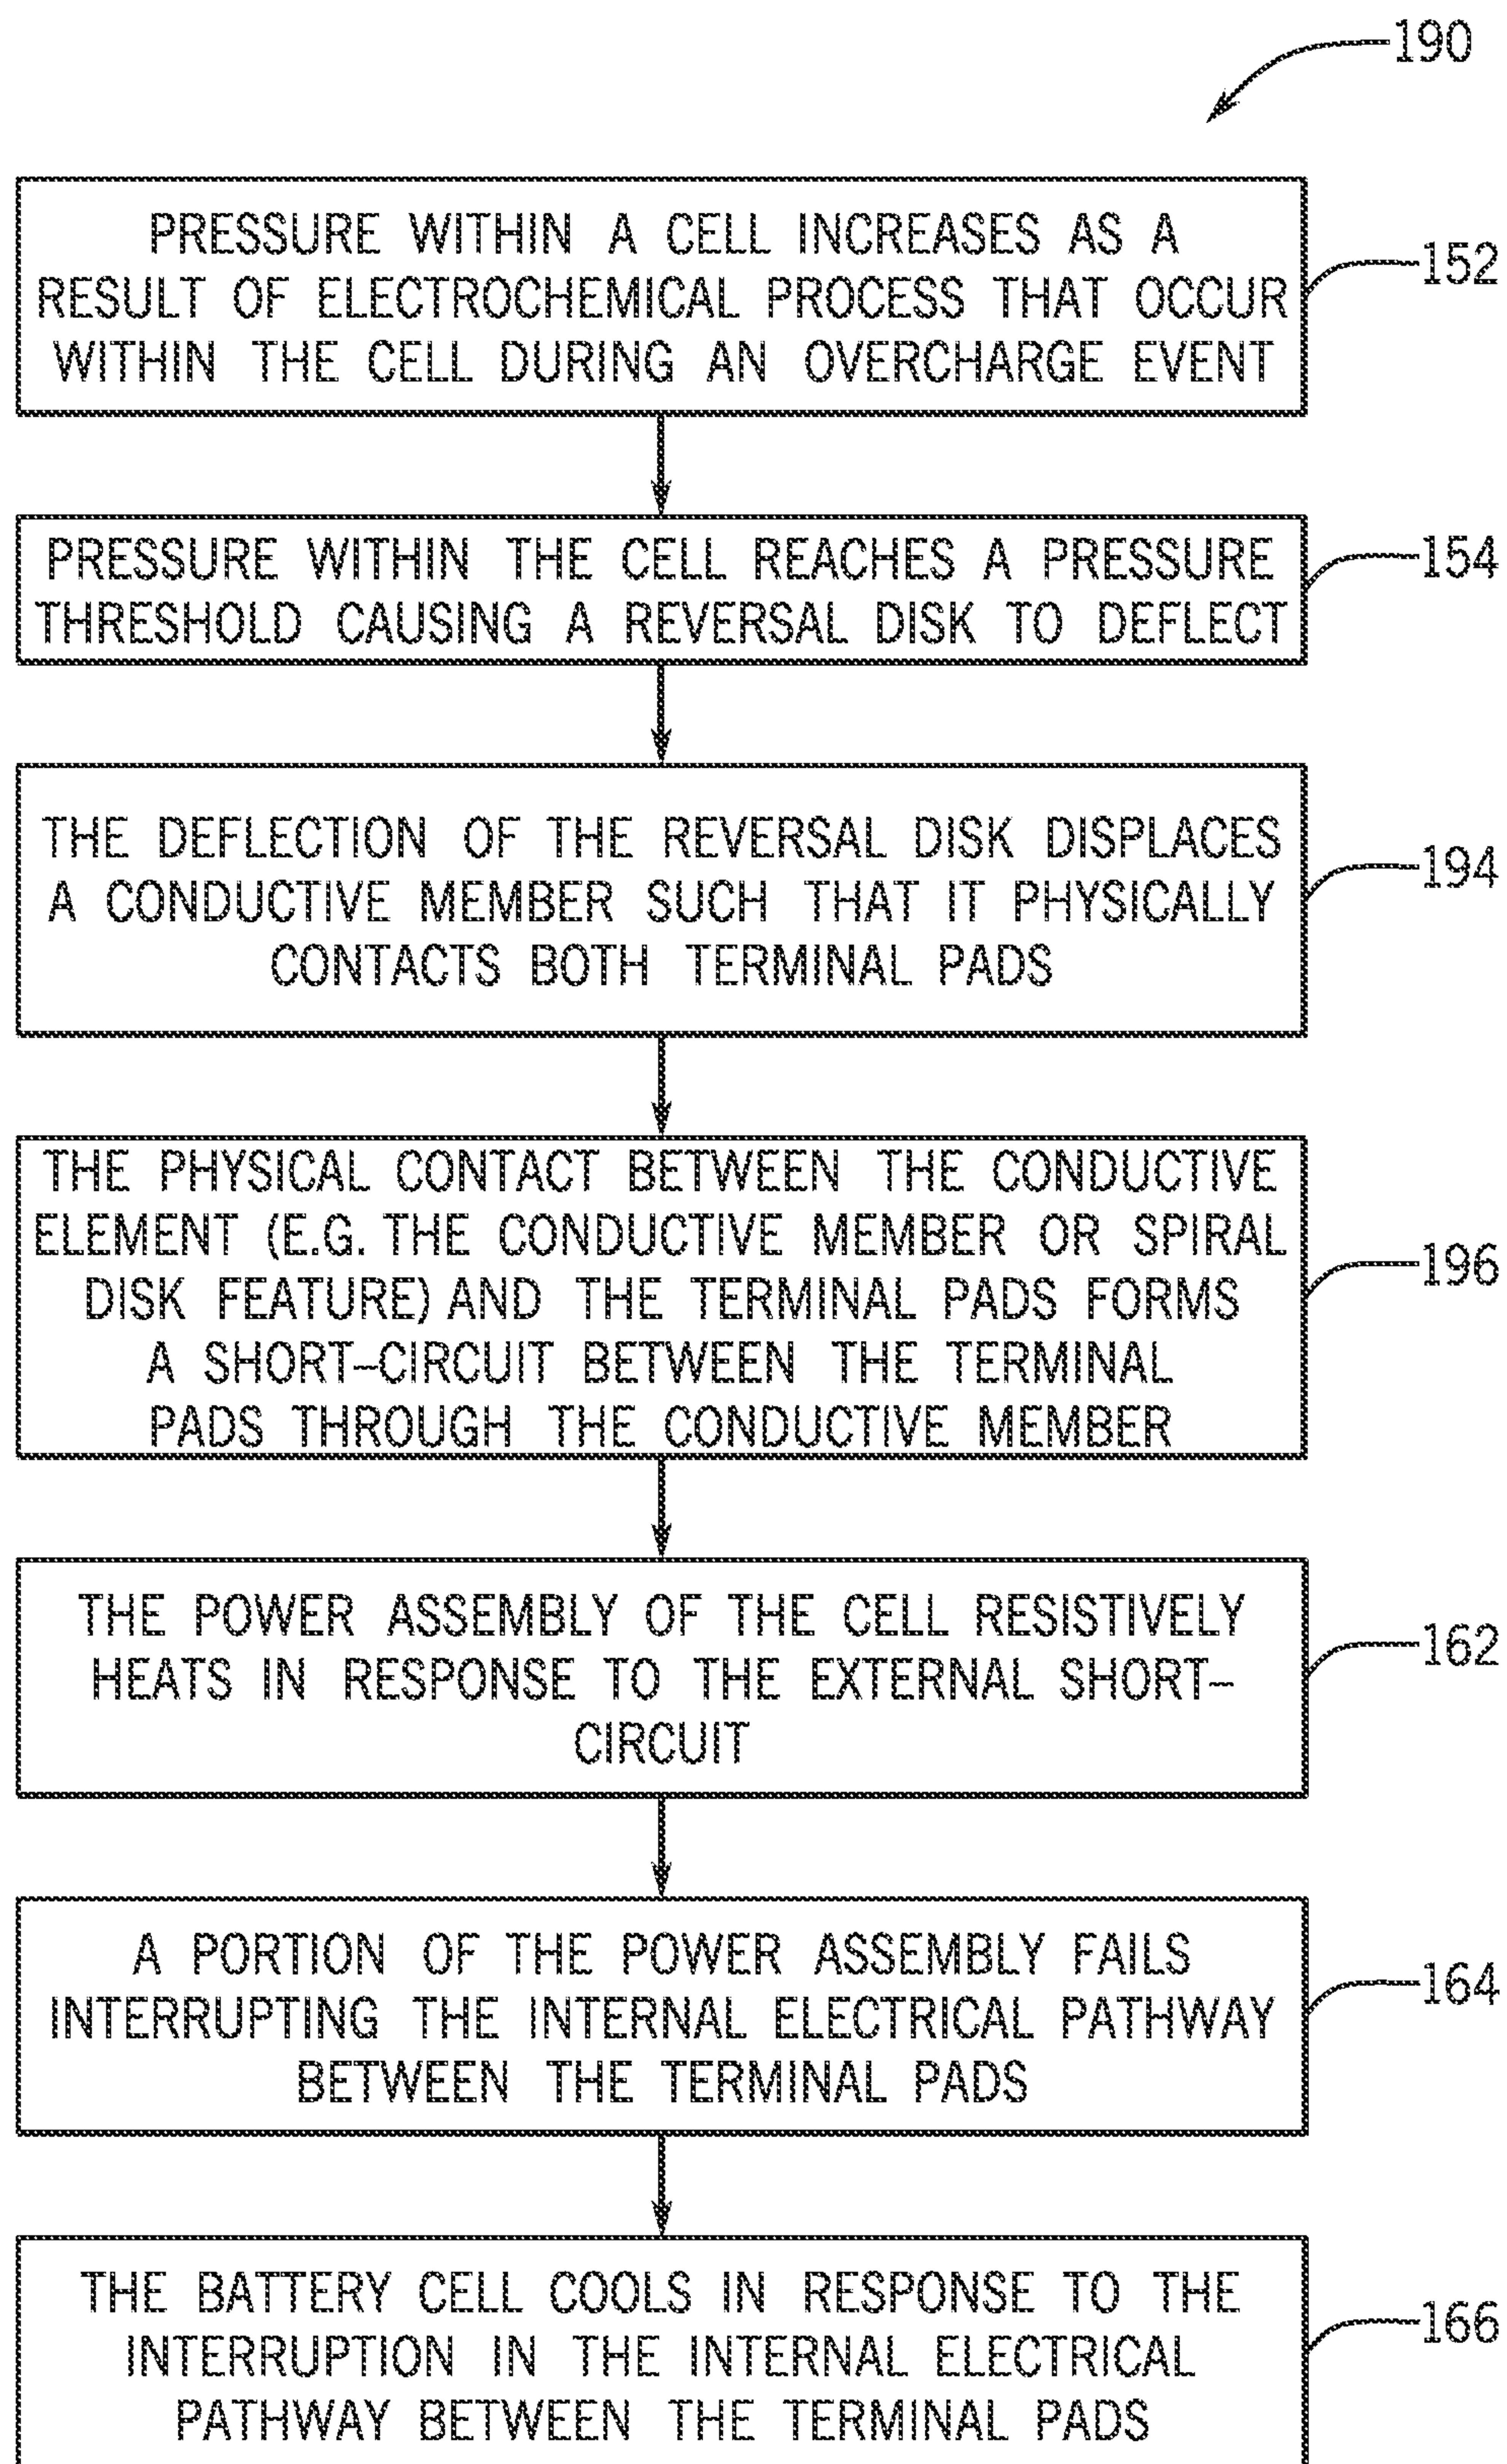 190
PRESSURE WITHIN A CELL INCREASES AS A
RESULT OF ELECTROCHEMICAL PROCESS THAT OCCUR
WITHIN THE CELL DURING AN OVERCHARGE EVENT
152
PRESSURE WITHIN THE CELL REACHES A PRESSURE
THRESHOLD CAUSING A REVERSAL DISK TO DEFLECT
154
THE DEFLECTION OF THE REVERSAL DISK DISPLACES
A CONDUCTIVE MEMBER SUCH THAT IT PHYSICALLY
CONTACTS BOTH TERMINAL PADS
194
THE PHYSICAL CONTACT BETWEEN THE CONDUCTIVE
ELEMENT (E.G. THE CONDUCTIVE MEMBER OR SPIRAL
DISK FEATURE) AND THE TERMINAL PADS FORMS
A SHORT-CIRCUIT BETWEEN THE TERMINAL
PADS THROUGH THE CONDUCTIVE MEMBER
196
THE POWER ASSEMBLY OF THE CELL RESISTIVELY
HEATS IN RESPONSE TO THE EXTERNAL SHORT-
CIRCUIT
162
A PORTION OF THE POWER ASSEMBLY FAILS
INTERRUPTING THE INTERNAL ELECTRICAL PATHWAY
BETWEEN THE TERMINAL PADS
164
THE BATTERY CELL COOLS IN RESPONSE TO THE
INTERRUPTION IN THE INTERNAL ELECTRICAL
PATHWAY BETWEEN THE TERMINAL PADS
166